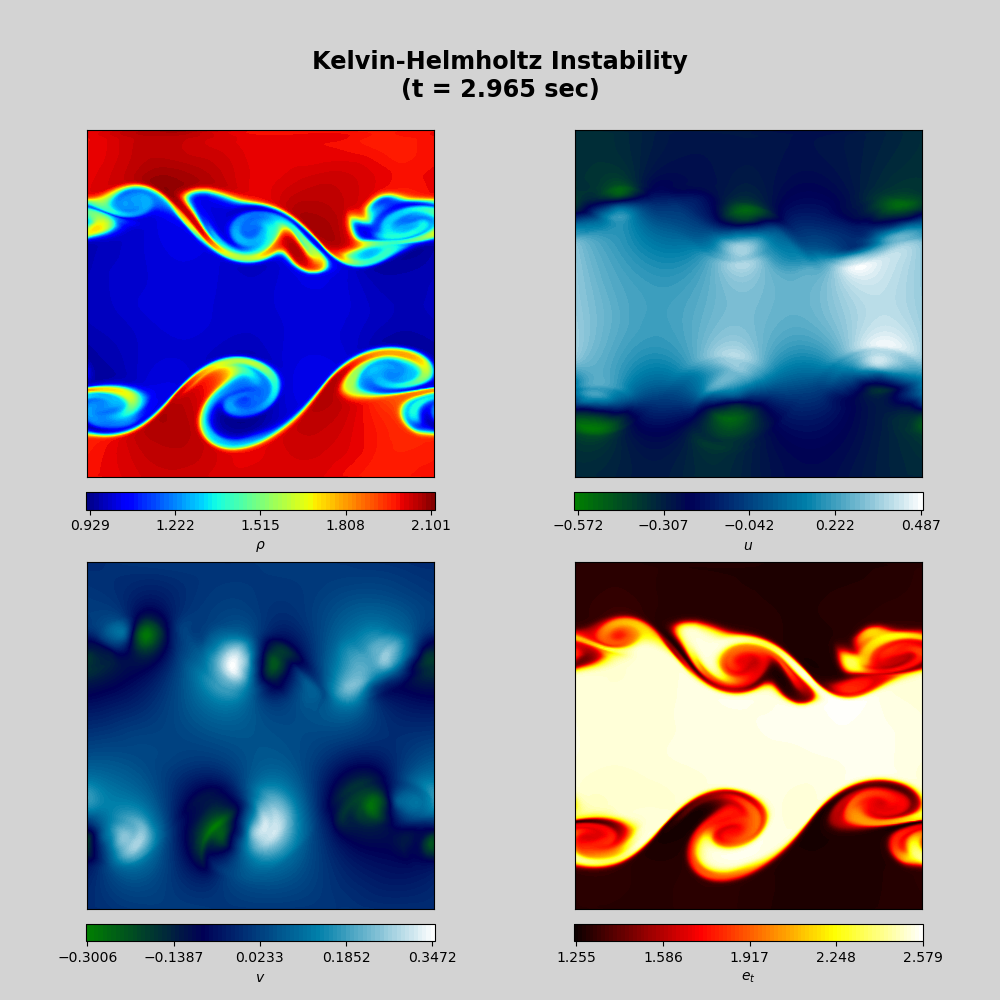 Kelvin-Helmholtz Instability
(t = 2.965 sec)
0.929 1.222 1.515 1.808 2.101
ρ
−0.572 −0.307 −0.042 0.222 0.487
u
−0.3006 −0.1387 0.0233 0.1852 0.3472
v
1.255 1.586 1.917 2.248 2.579
eₜ